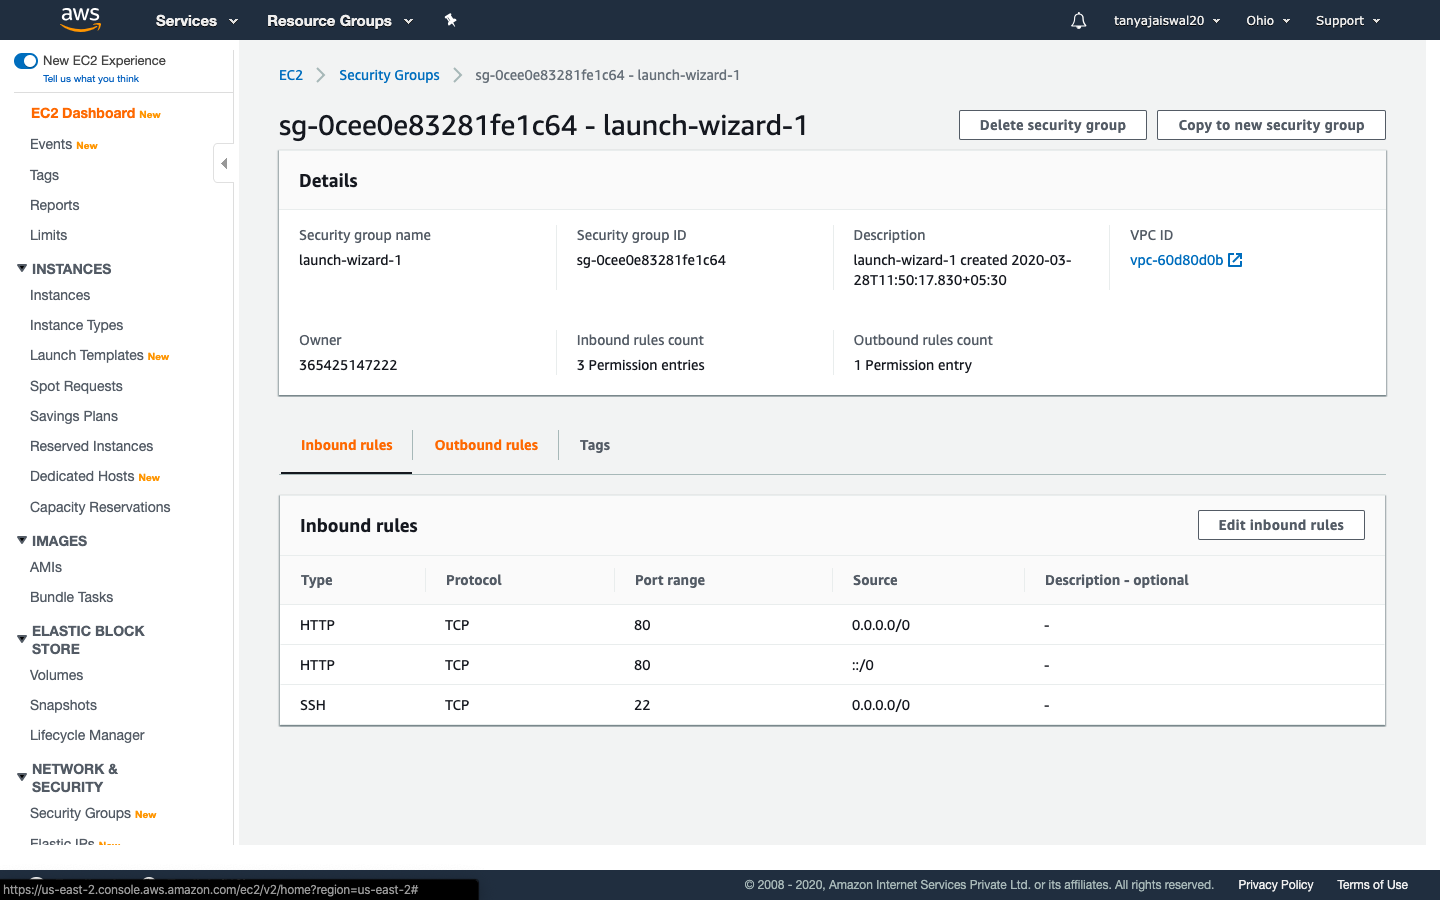 aws Services Resource Groups tanyajaiswal20 Ohio Support
New EC2 Experience
Tell us what you think
EC2 Dashboard New
Events New
Tags
Reports
Limits
INSTANCES
Instances
Instance Types
Launch Templates New
Spot Requests
Savings Plans
Reserved Instances
Dedicated Hosts New
Capacity Reservations
IMAGES
AMIs
Bundle Tasks
ELASTIC BLOCK
STORE
Volumes
Snapshots
Lifecycle Manager
NETWORK &
SECURITY
Security Groups New
Elastic IPs New
EC2 Security Groups sg-0cee0e83281fe1c64 - launch-wizard-1
sg-0cee0e83281fe1c64 - launch-wizard-1 Delete security group Copy to new security group
Details
Security group name Security group ID Description VPC ID
launch-wizard-1 sg-0cee0e83281fe1c64 launch-wizard-1 created 2020-03- vpc-60d80d0b
28T11:50:17.830+05:30
Owner Inbound rules count Outbound rules count
365425147222 3 Permission entries 1 Permission entry
Inbound rules Outbound rules Tags
Inbound rules Edit inbound rules
Type Protocol Port range Source Description - optional
HTTP TCP 80 0.0.0.0/0 -
HTTP TCP 80 ::/0 -
SSH TCP 22 0.0.0.0/0 -
https://us-east-2.console.aws.amazon.com/ec2/v2/home?region=us-east-2# © 2008 - 2020, Amazon Internet Services Private Ltd. or its affiliates. All rights reserved. Privacy Policy Terms of Use